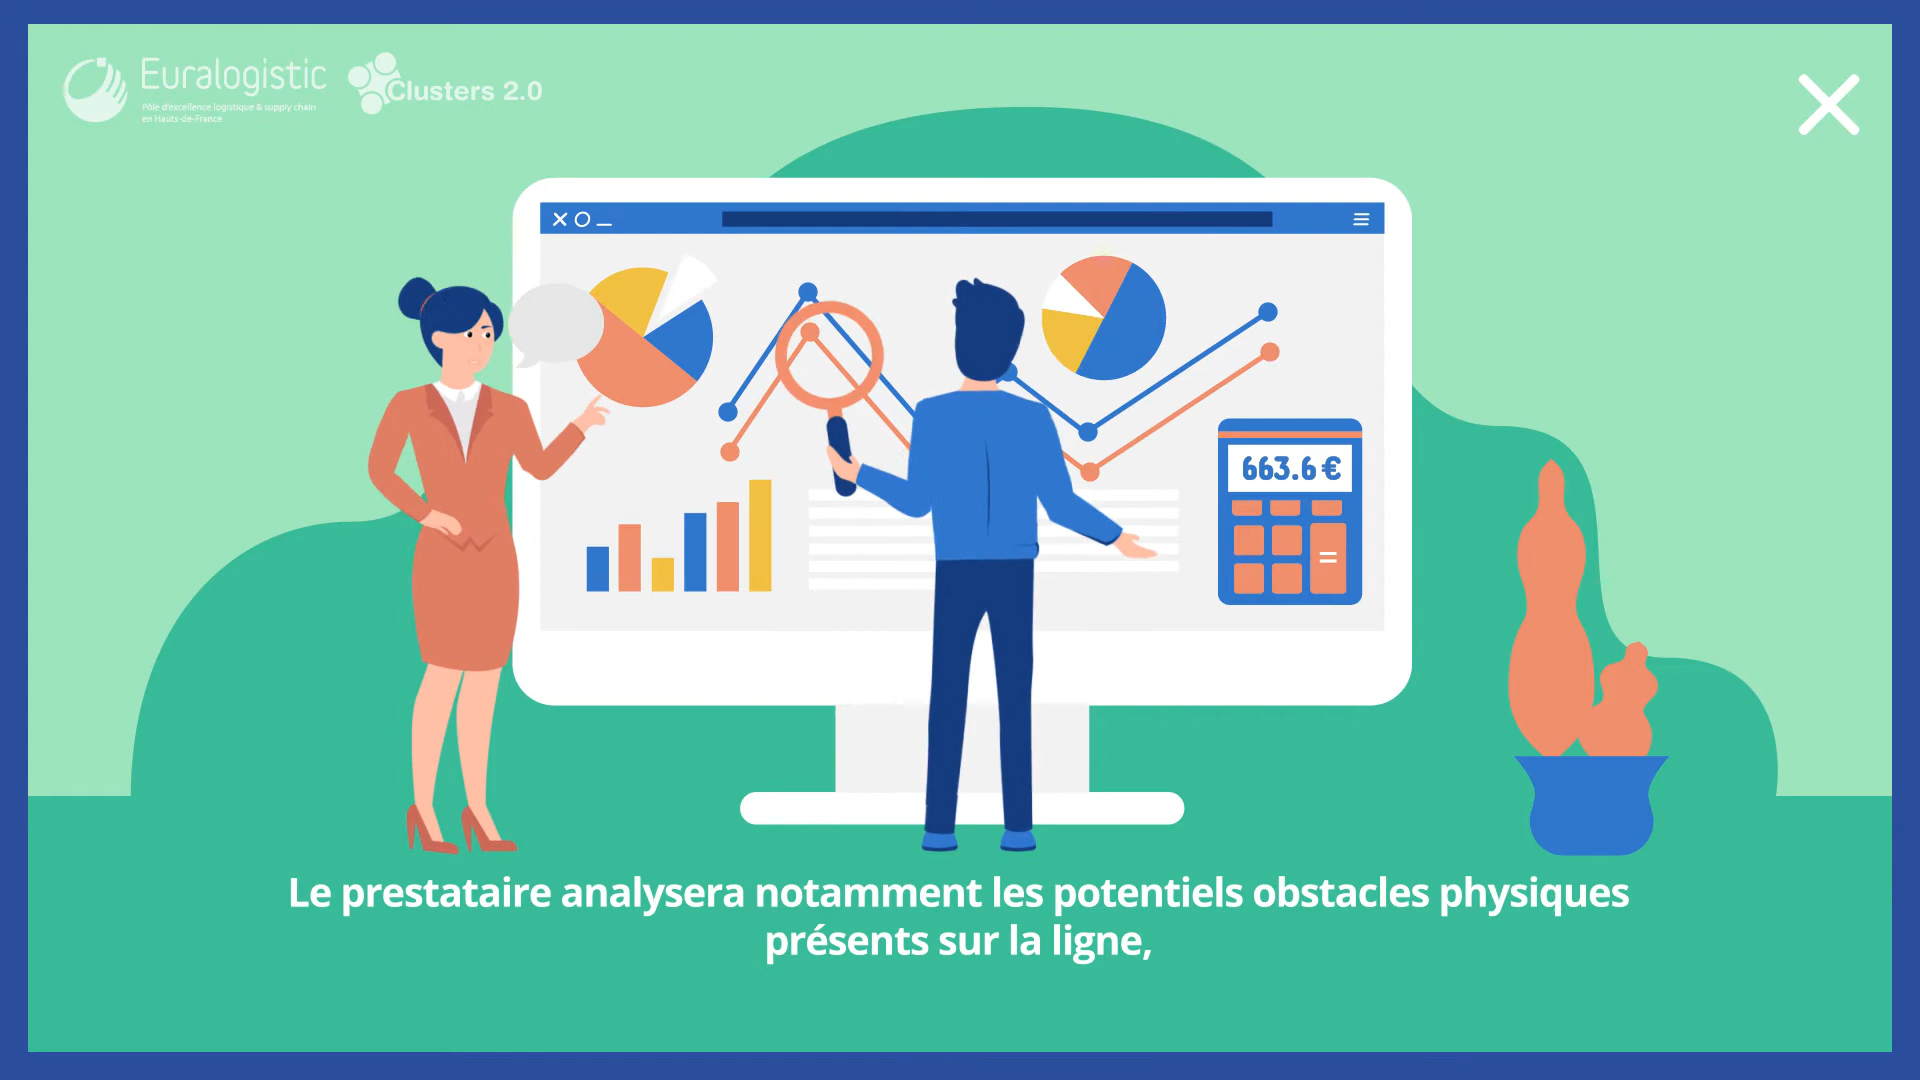 Euralogistic
Pôle d'excellence logistique & supply chain
en Hauts-de-France
Clusters 2.0
663.6 €
=
Le prestataire analysera notamment les potentiels obstacles physiques
présents sur la ligne,